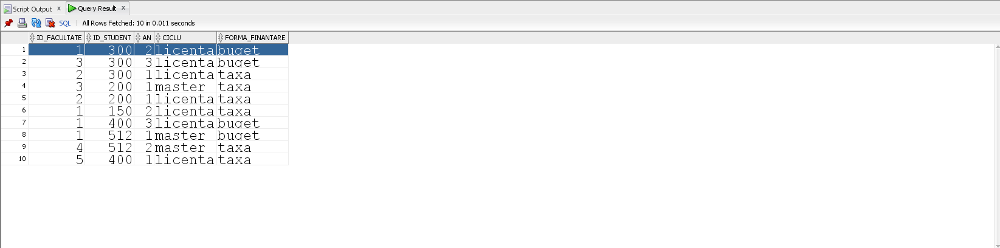 Script Output x Query Result x
SQL | All Rows Fetched: 10 in 0.011 seconds
ID_FACULTATE ID_STUDENT AN CICLU FORMA_FINANTARE
1 1 300 2 licenta buget
2 3 300 3 licenta buget
3 2 300 1 licenta taxa
4 3 200 1 master taxa
5 2 200 1 licenta taxa
6 1 150 2 licenta taxa
7 1 400 3 licenta buget
8 1 512 1 master buget
9 4 512 2 master taxa
10 5 400 1 licenta taxa